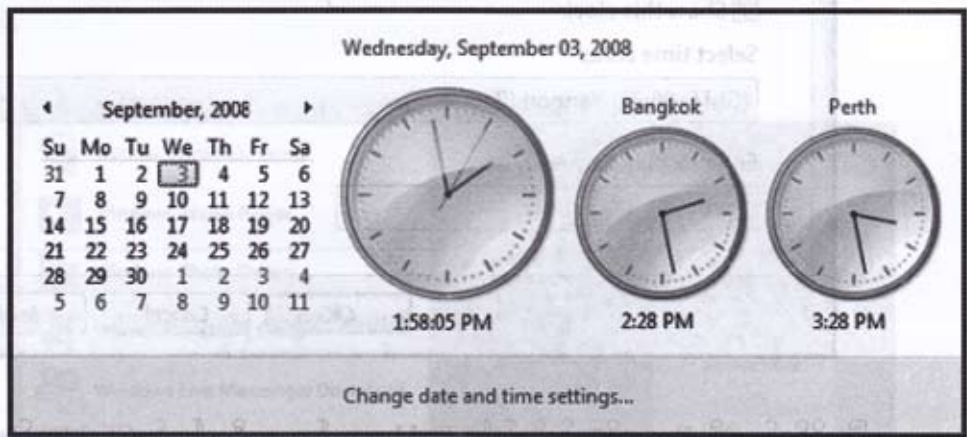 Wednesday, September 03, 2008
September, 2008
Su Mo Tu We Th Fr Sa
31 1 2 3 4 5 6
7 8 9 10 11 12 13
14 15 16 17 18 19 20
21 22 23 24 25 26 27
28 29 30 1 2 3 4
5 6 7 8 9 10 11
1:58:05 PM
Bangkok
2:28 PM
Perth
3:28 PM
Change date and time settings...